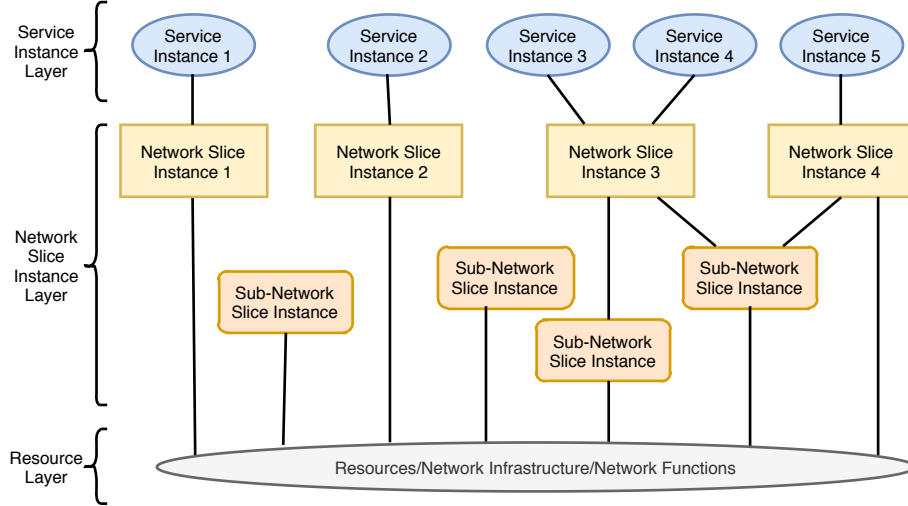 Service
Instance
Layer
Service
Instance 1
Service
Instance 2
Service
Instance 3
Service
Instance 4
Service
Instance 5
Network
Slice
Instance
Layer
Network Slice
Instance 1
Network Slice
Instance 2
Network Slice
Instance 3
Network Slice
Instance 4
Sub-Network
Slice Instance
Sub-Network
Slice Instance
Sub-Network
Slice Instance
Sub-Network
Slice Instance
Resource
Layer
Resources/Network Infrastructure/Network Functions